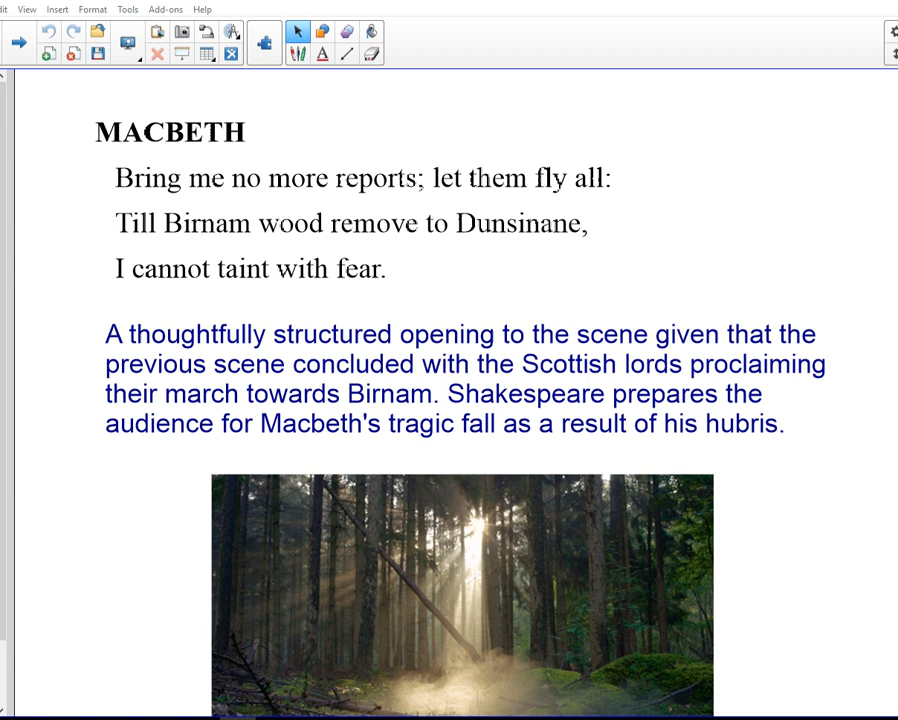 dit View Insert Format Tools Add-ons Help
MACBETH
Bring me no more reports; let them fly all:
Till Birnam wood remove to Dunsinane,
I cannot taint with fear.
A thoughtfully structured opening to the scene given that the
previous scene concluded with the Scottish lords proclaiming
their march towards Birnam. Shakespeare prepares the
audience for Macbeth's tragic fall as a result of his hubris.